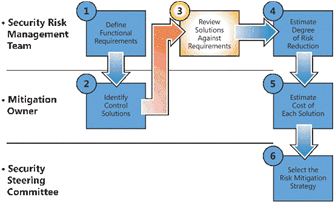 • Security Risk
Management
Team
1
Define
Functional
Requirements
3
Review
Solutions
Against
Requirements
4
Estimate
Degree
of Risk
Reduction
• Mitigation
Owner
2
Identify
Control
Solutions
5
Estimate
Cost of
Each Solution
• Security
Steering
Committee
6
Select the
Risk Mitigation
Strategy